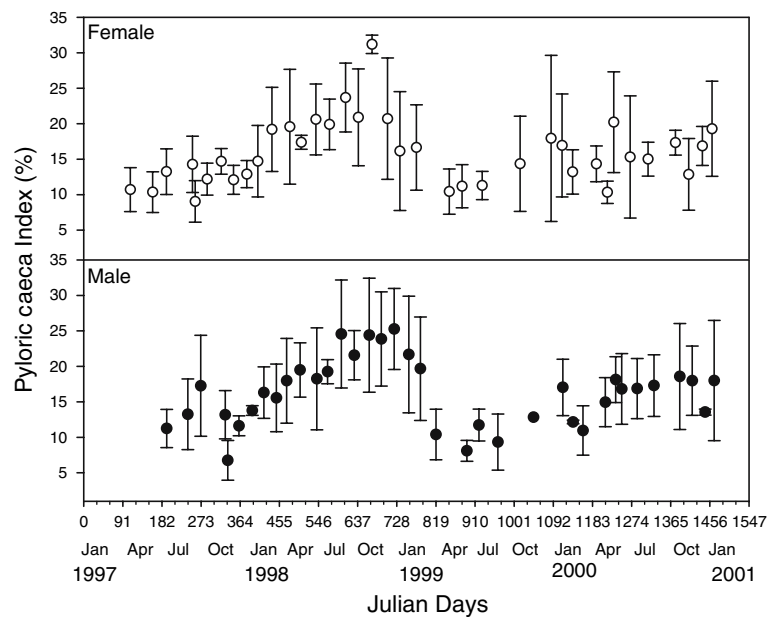 Pyloric caeca Index (%)
35
Female
30
25
20
15
10
5
35
Male
30
25
20
15
10
5
0 91 182 273 364 455 546 637 728 819 910 1001 1092 1183 1274 1365 1456 1547
Jan Apr Jul Oct Jan Apr Jul Oct Jan Apr Jul Oct Jan Apr Jul Oct Jan
1997 1998 1999 2000 2001
Julian Days